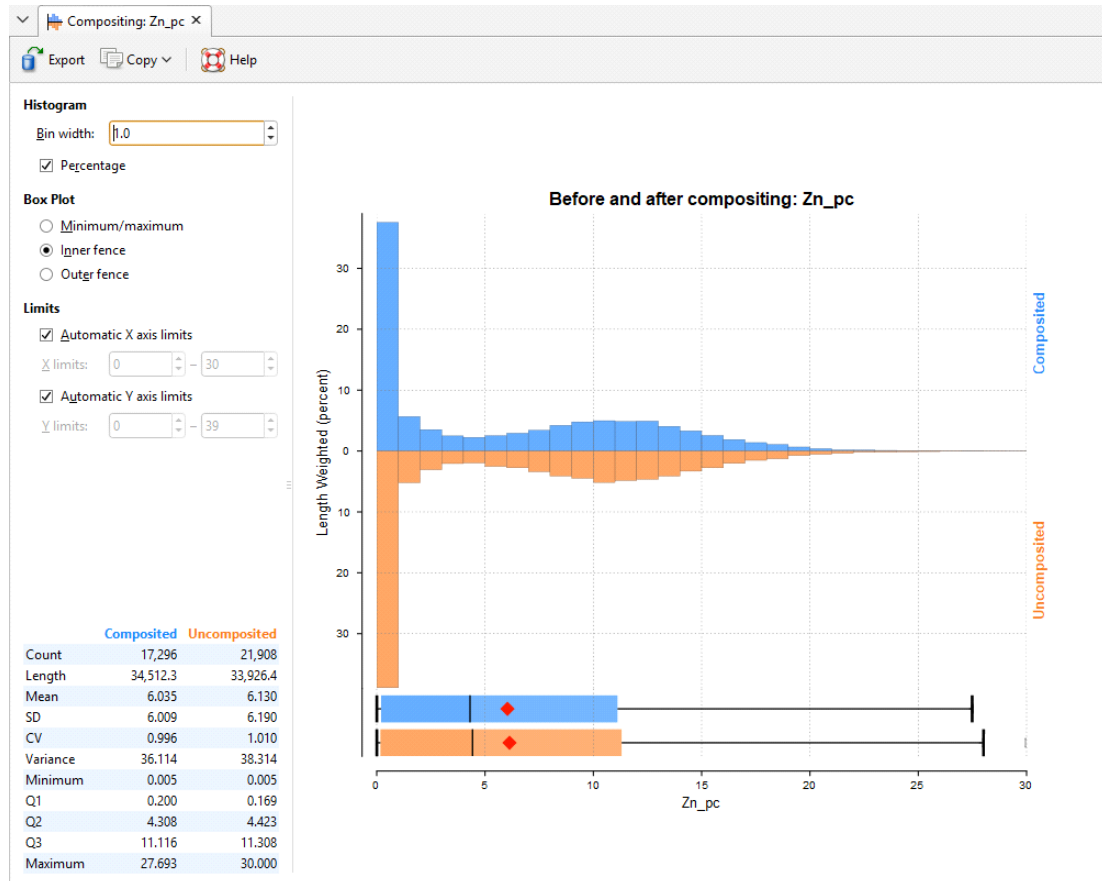 Compositing: Zn_pc
Export Copy Help
Histogram
Bin width: 1.0
Percentage
Box Plot
Minimum/maximum
Inner fence
Outer fence
Limits
Automatic X axis limits
X limits: 0 – 30
Automatic Y axis limits
Y limits: 0 – 39
Composited Uncomposited
Count 17,296 21,908
Length 34,512.3 33,926.4
Mean 6.035 6.130
SD 6.009 6.190
CV 0.996 1.010
Variance 36.114 38.314
Minimum 0.005 0.005
Q1 0.200 0.169
Q2 4.308 4.423
Q3 11.116 11.308
Maximum 27.693 30.000
Before and after compositing: Zn_pc
Length Weighted (percent)
30
20
10
0
10
20
30
Composited
Uncomposited
0 5 10 15 20 25 30
Zn_pc